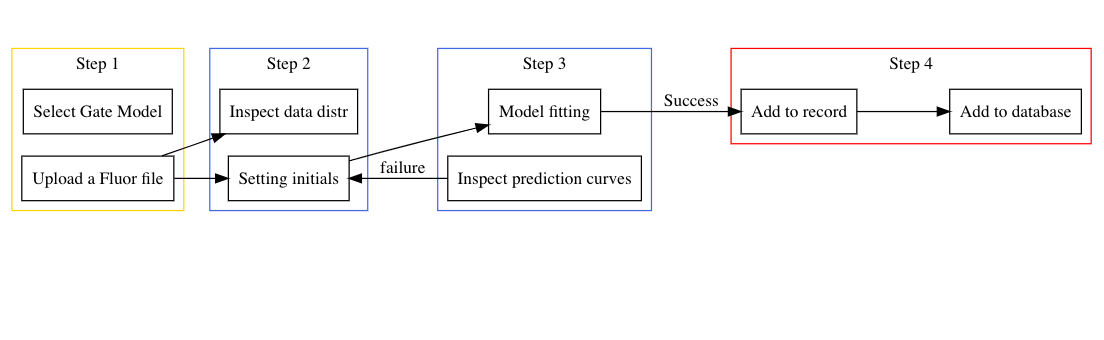 Step 1
Select Gate Model
Upload a Fluor file
Step 2
Inspect data distr
Setting initials
failure
Step 3
Model fitting
Inspect prediction curves
Success
Step 4
Add to record
Add to database